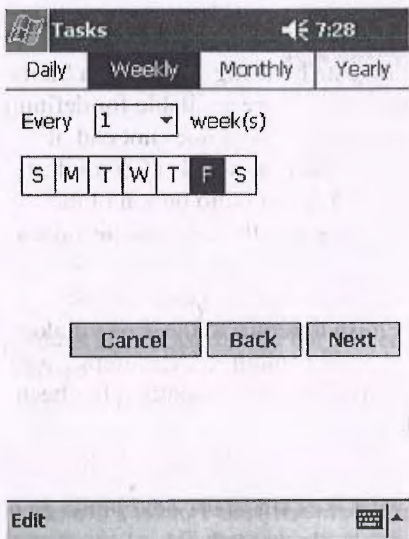 Tasks 7:28
Daily Weekly Monthly Yearly
Every 1 week(s)
S M T W T F S
Cancel Back Next
Edit